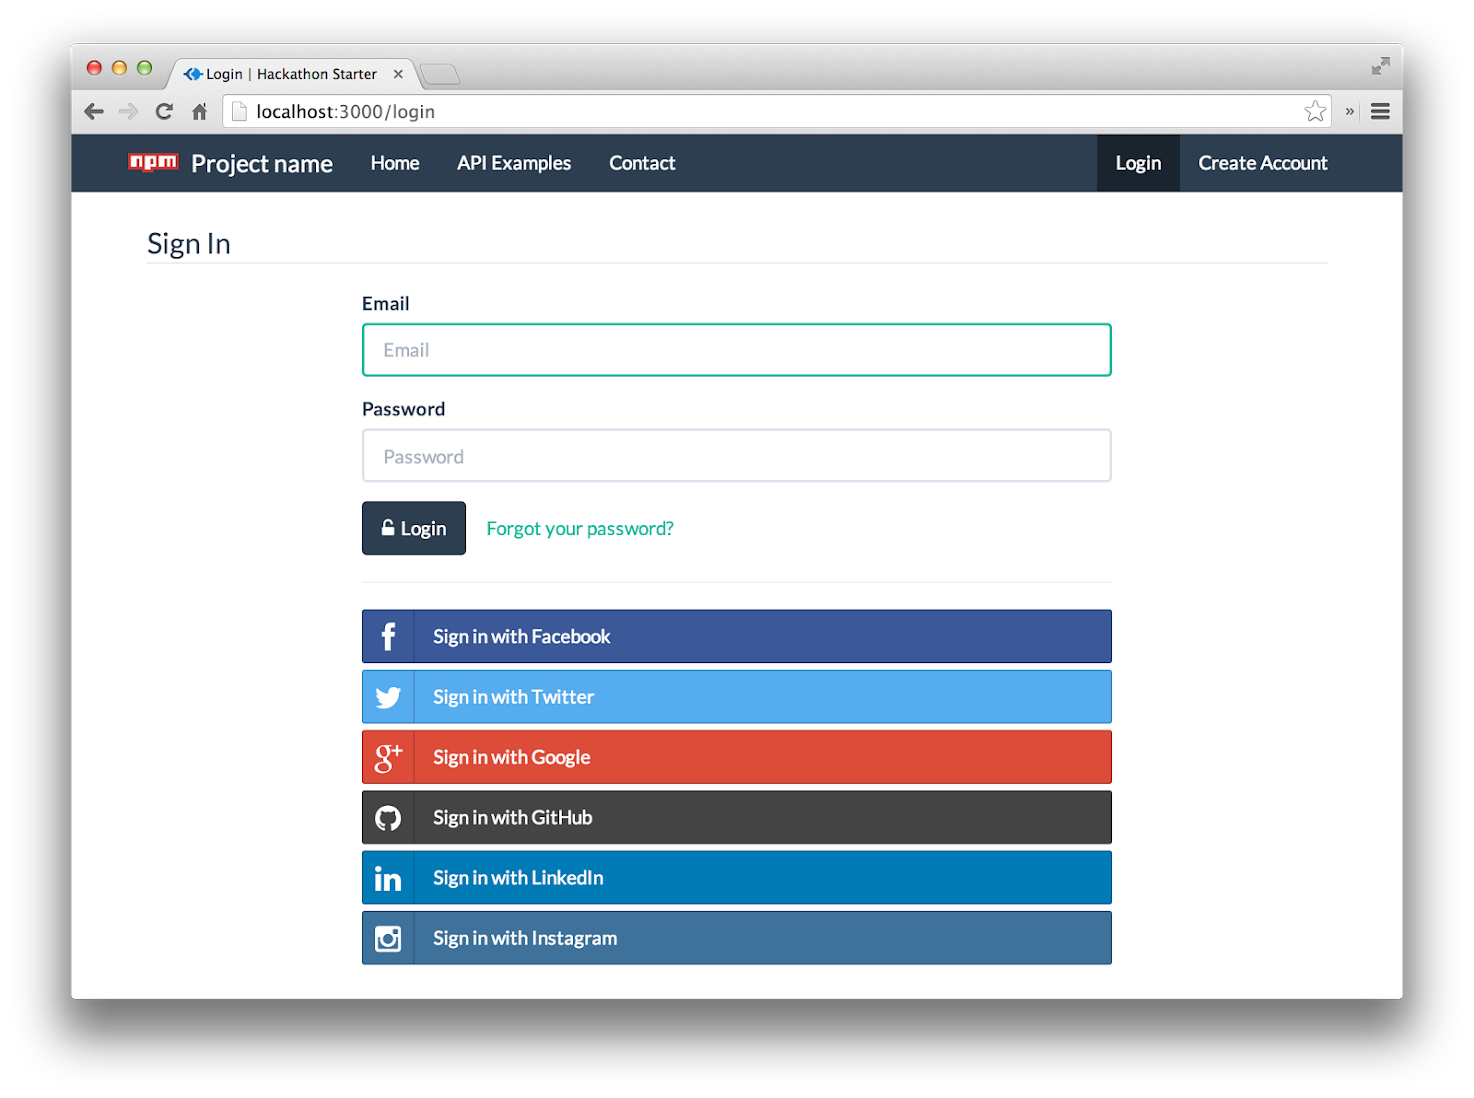 Login | Hackathon Starter
localhost:3000/login
npm Project name Home API Examples Contact Login Create Account
Sign In
Email
Email
Password
Password
Login Forgot your password?
f Sign in with Facebook
Sign in with Twitter
g+ Sign in with Google
Sign in with GitHub
in Sign in with LinkedIn
Sign in with Instagram